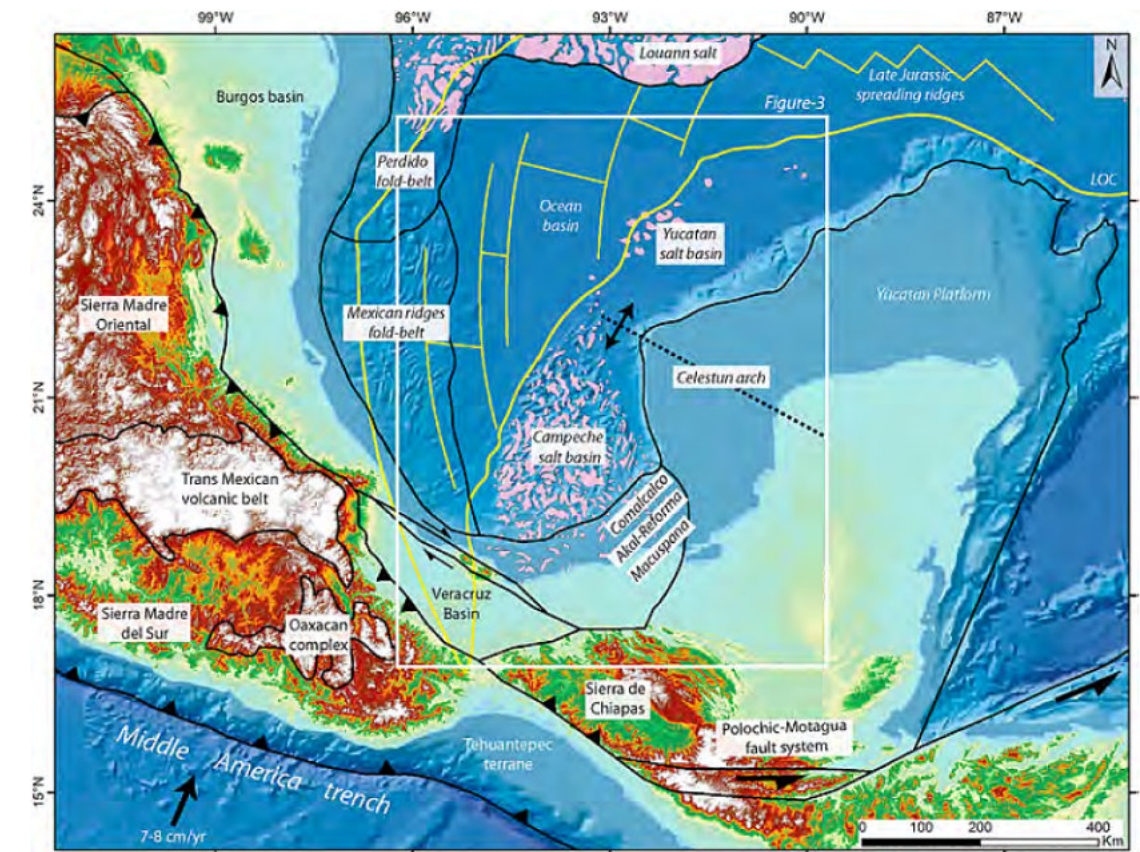 99°W
96°W
93°W
90°W
87°W
Louann salt
N
Burgos basin
Late Jurassic
spreading ridges
Figure-3
Perdido
fold-belt
24°N
LOC
Ocean
basin
Yucatan
salt basin
Yucatan Platform
Sierra Madre
Oriental
Mexican ridges
fold-belt
Celestun arch
21°N
Campeche
salt basin
Trans Mexican
volcanic belt
Comalcalco
Akal-Reforma
Macuspana
18°N
Veracruz
Basin
Sierra Madre
del Sur
Oaxacan
complex
Sierra de
Chiapas
Polochic-Motagua
fault system
Tehuantepec
terrane
Middle America trench
15°N
7-8 cm/yr
0 100 200 400
Km